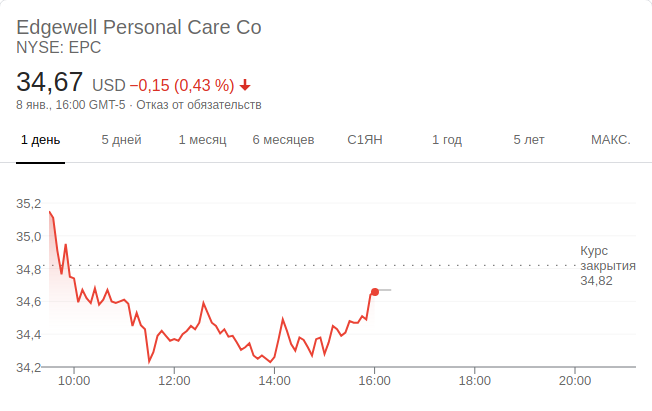 Edgewell Personal Care Co
NYSE: EPC
34,67 USD −0,15 (0,43 %)
8 янв., 16:00 GMT-5 · Отказ от обязательств
1 день 5 дней 1 месяц 6 месяцев С1ЯН 1 год 5 лет МАКС.
35,2
35,0
34,8
34,6
34,4
34,2
Курс
закрытия
34,82
10:00 12:00 14:00 16:00 18:00 20:00